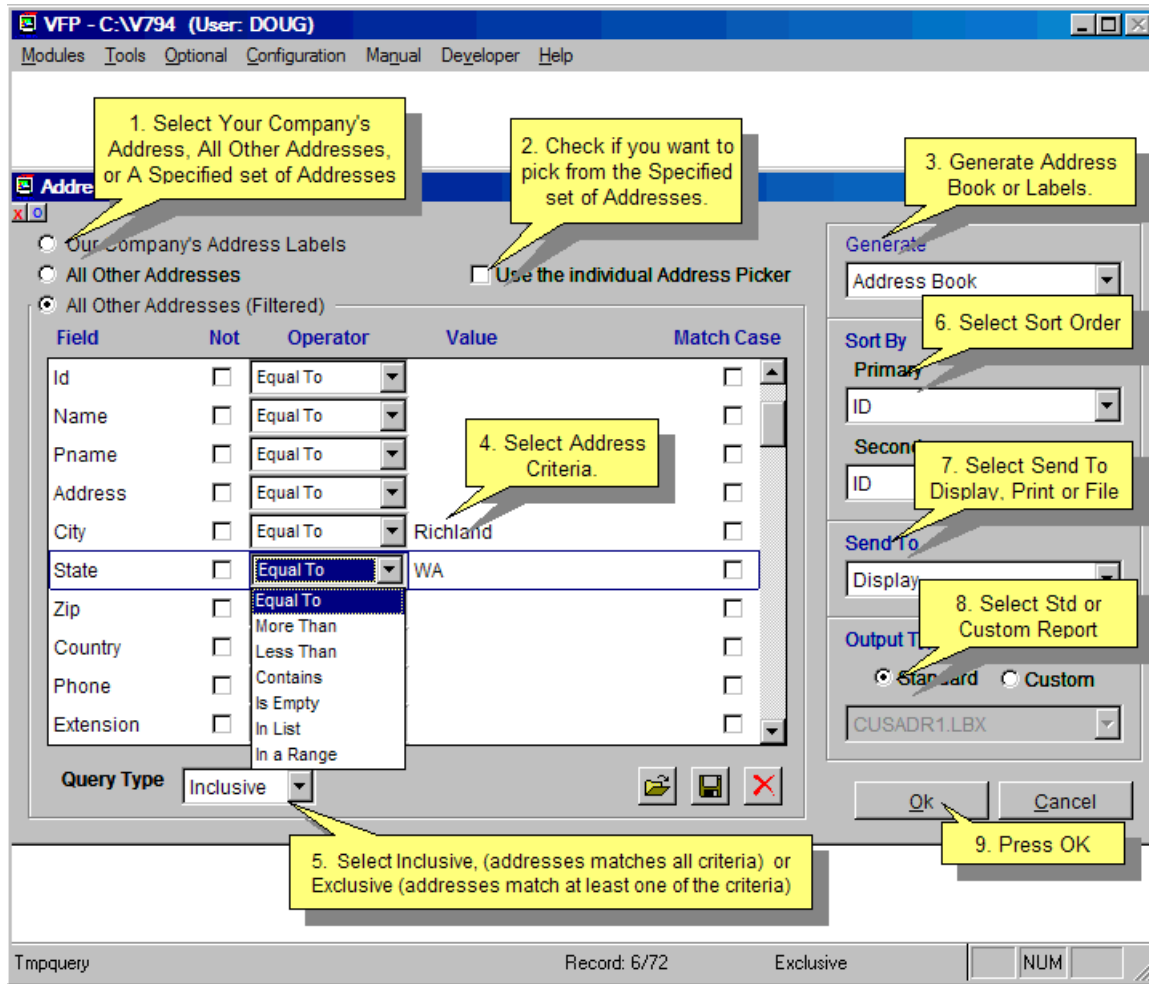 VFP - C:\V794 (User: DOUG)
Modules Tools Optional Configuration Manual Developer Help
1. Select Your Company's
Address, All Other Addresses,
or A Specified set of Addresses
2. Check if you want to
pick from the Specified
set of Addresses.
3. Generate Address
Book or Labels.
Addre
x o
Our Company's Address Labels
All Other Addresses
Use the individual Address Picker
All Other Addresses (Filtered)
Field Not Operator Value Match Case
Id Equal To
Name Equal To
Pname Equal To
Address Equal To
City Equal To Richland
State Equal To WA
Zip
Country
Phone
Extension
Equal To
More Than
Less Than
Contains
Is Empty
In List
In a Range
4. Select Address
Criteria.
Query Type Inclusive
5. Select Inclusive, (addresses matches all criteria) or
Exclusive (addresses match at least one of the criteria)
Generate
Address Book
6. Select Sort Order
Sort By
Primary
ID
Second
ID
7. Select Send To
Display, Print or File
Send To
Display
8. Select Std or
Custom Report
Output T
Standard Custom
CUSADR1.LBX
Ok Cancel
9. Press OK
Tmpquery Record: 6/72 Exclusive NUM